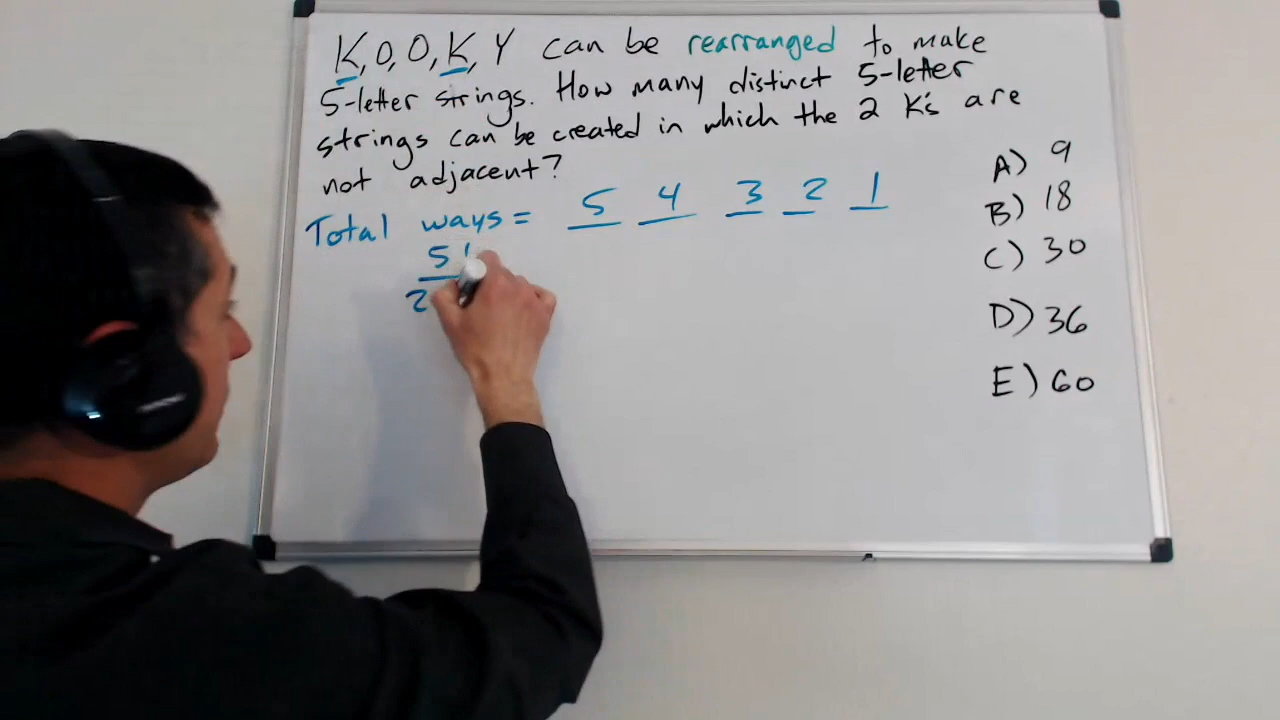 K, O, O, K, Y can be rearranged to make
5-letter strings. How many distinct 5-letter
strings can be created in which the 2 K's are
not adjacent?
Total ways = 5 4 3 2 1
5!
2
A) 9
B) 18
C) 30
D) 36
E) 60